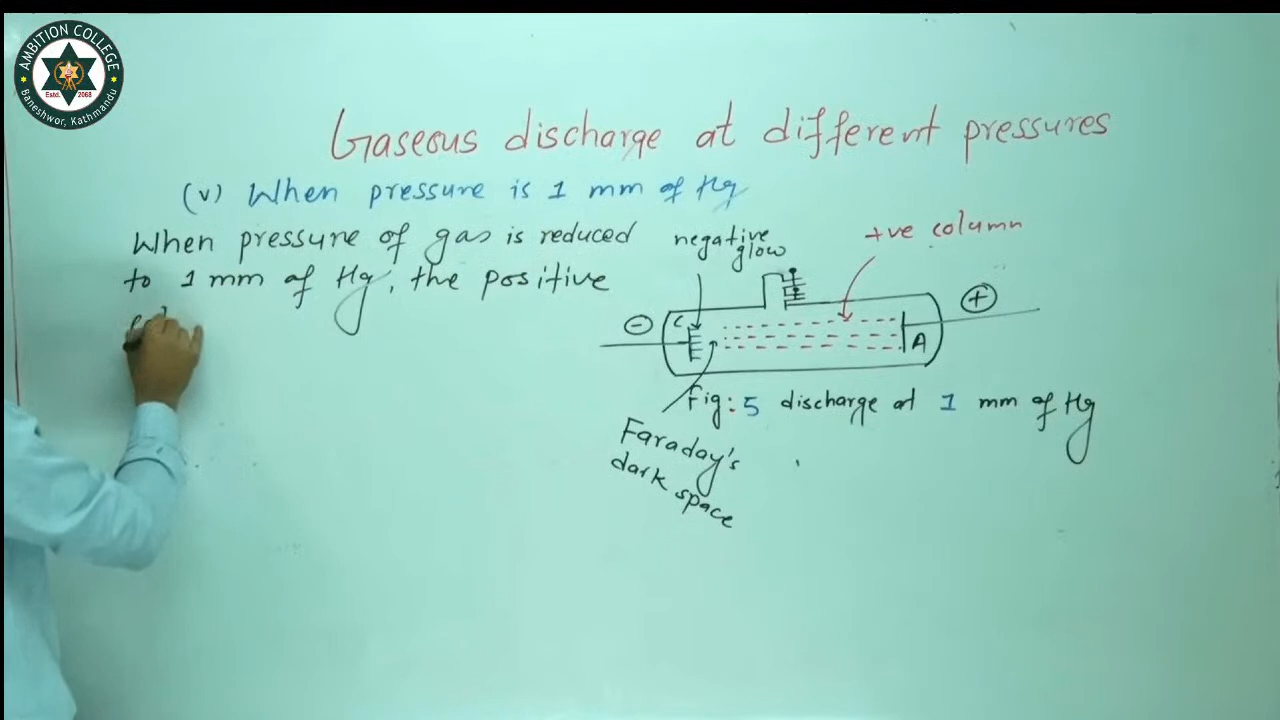 AMBITION COLLEGE
Estd. 2068
Baneshwor, Kathmandu
Gaseous discharge at different pressures
(v) When pressure is 1 mm of Hg
When pressure of gas is reduced
to 1 mm of Hg, the positive
negative
glow
+ve column
-
C
+
A
Fig: 5 discharge at 1 mm of Hg
Faraday's
dark space